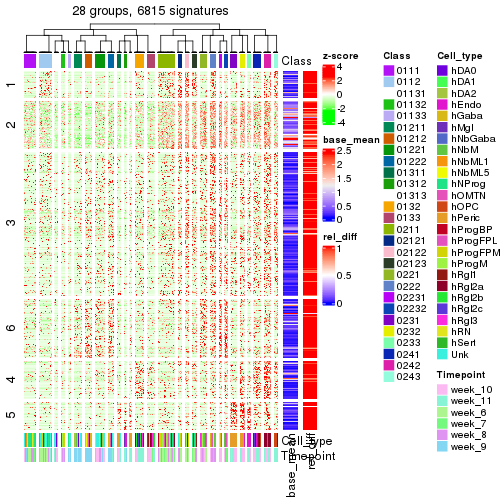 28 groups, 6815 signatures
Class
1
2
3
6
4
5
Cell_type
Timepoint
base_mean
rel_diff
z-score
4
2
0
-2
-4
base_mean
2.5
2
1.5
1
0.5
0
rel_diff
1
0.5
0
Class
0111
0112
01131
01132
01133
01211
01212
01221
01222
01311
01312
01313
0132
0133
0211
02121
02122
02123
0221
0222
02231
02232
0231
0232
0233
0241
0242
0243
Cell_type
hDA0
hDA1
hDA2
hEndo
hGaba
hMgl
hNbGaba
hNbM
hNbML1
hNbML5
hNProg
hOMTN
hOPC
hPeric
hProgBP
hProgFPL
hProgFPM
hProgM
hRgl1
hRgl2a
hRgl2b
hRgl2c
hRgl3
hRN
hSert
Unk
Timepoint
week_10
week_11
week_6
week_7
week_8
week_9